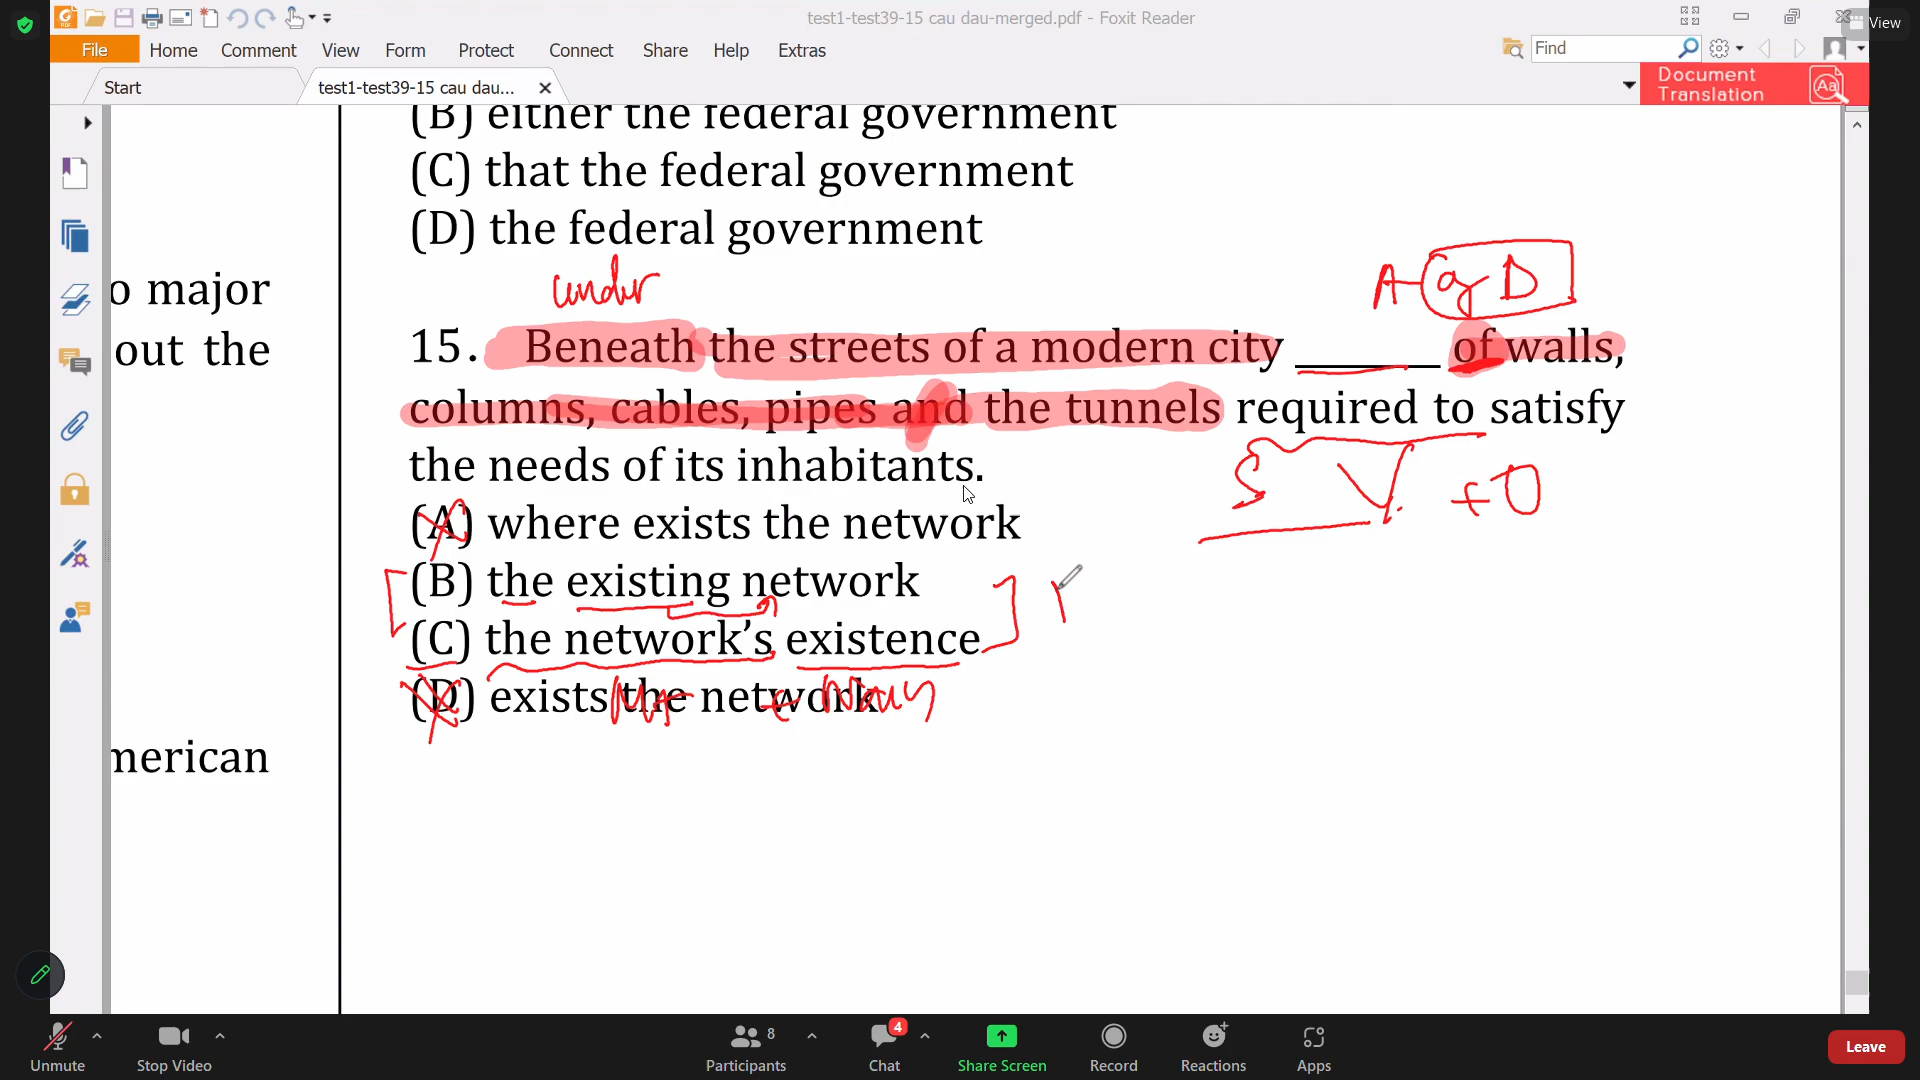 View
test1-test39-15 cau dau-merged.pdf - Foxit Reader
File Home Comment View Form Protect Connect Share Help Extras
Find
Start
test1-test39-15 cau dau...
Document
Translation
(B) either the federal government
(C) that the federal government
(D) the federal government
under
A D
o major
15. Beneath the streets of a modern city _______ of walls,
out the
columns, cables, pipes and the tunnels required to satisfy
the needs of its inhabitants.
S V + O
(A) where exists the network
(B) the existing network
(C) the network's existence
(D) exists the network
merican
Unmute
Stop Video
8
Participants
4
Chat
Share Screen
Record
Reactions
Apps
Leave